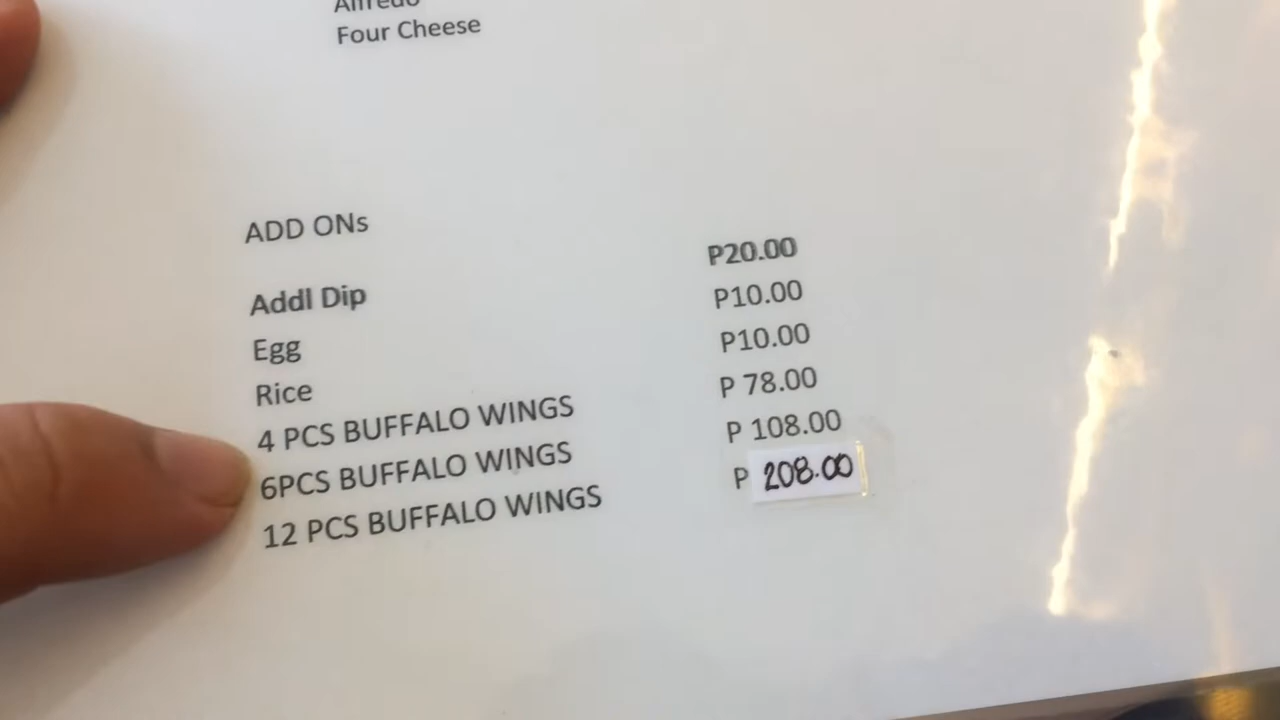 Alfredo
Four Cheese
ADD ONs
Addl Dip P20.00
Egg P10.00
Rice P10.00
4 PCS BUFFALO WINGS P 78.00
6PCS BUFFALO WINGS P 108.00
12 PCS BUFFALO WINGS P 208.00